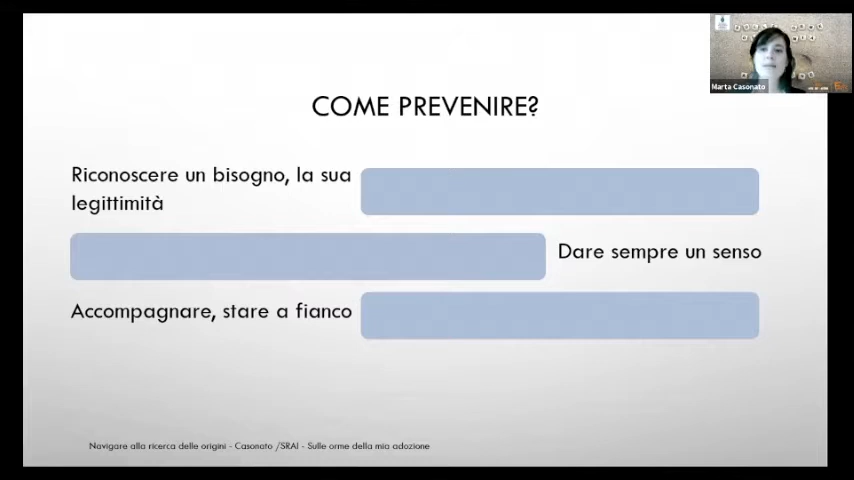 Marta Casonato
COME PREVENIRE?
Riconoscere un bisogno, la sua
legittimità
Dare sempre un senso
Accompagnare, stare a fianco
Navigare alla ricerca delle origini - Casonato /SRAI - Sulle orme della mia adozione